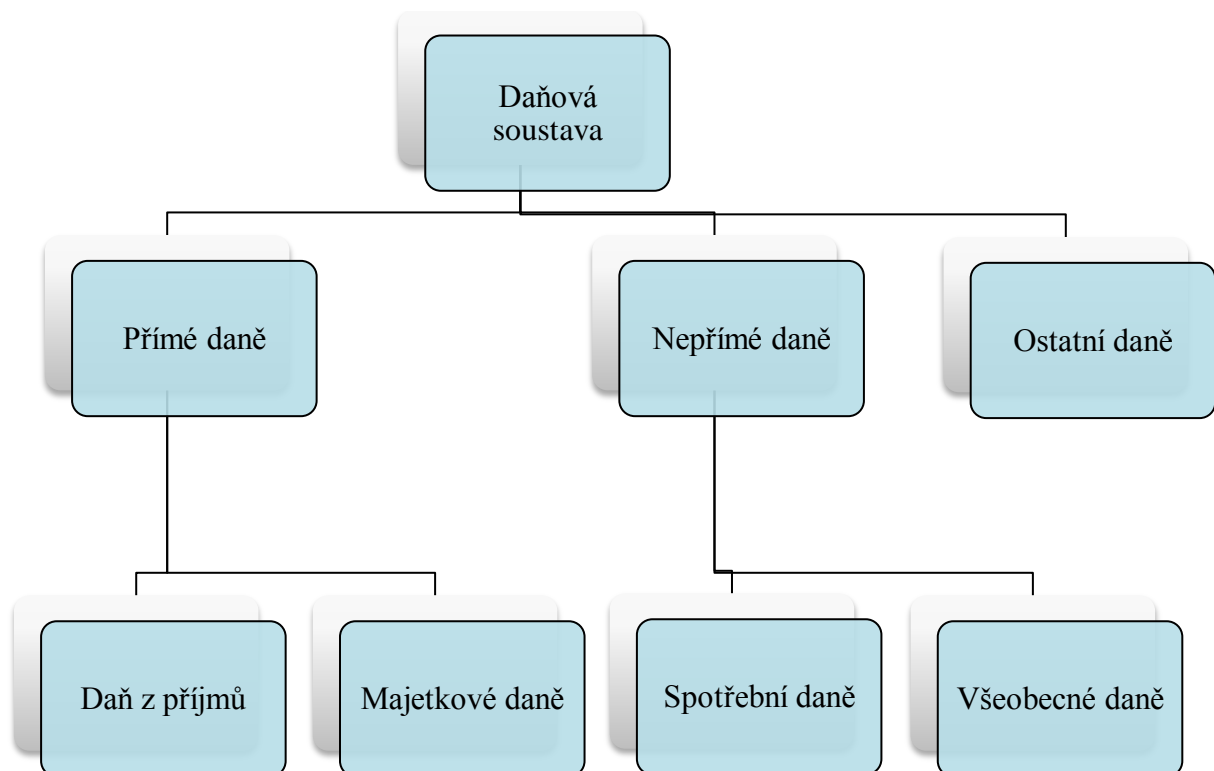 Daňová
soustava
Přímé daně
Nepřímé daně
Ostatní daně
Daň z příjmů
Majetkové daně
Spotřební daně
Všeobecné daně